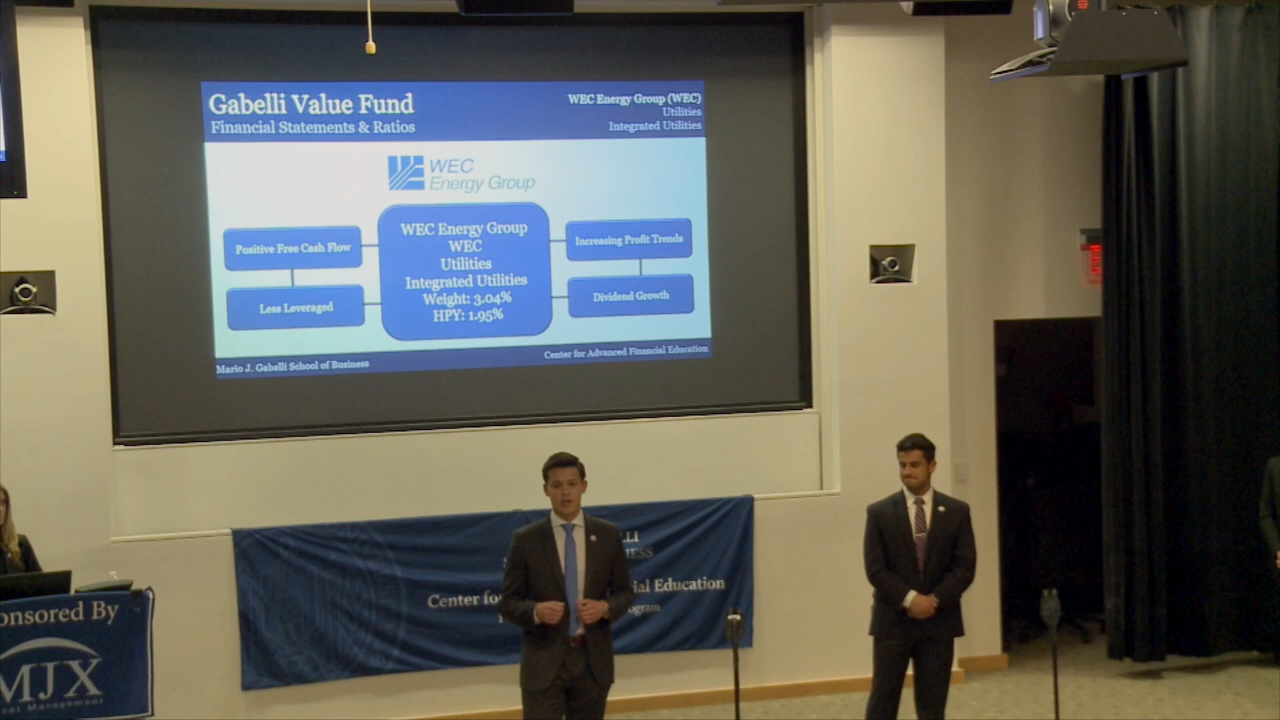 Gabelli Value Fund
Financial Statements & Ratios
WEC Energy Group (WEC)
Utilities
Integrated Utilities
WEC
Energy Group
Positive Free Cash Flow
Less Leveraged
WEC Energy Group
WEC
Utilities
Integrated Utilities
Weight: 3.04%
HPY: 1.95%
Increasing Profit Trends
Dividend Growth
Mario J. Gabelli School of Business
Center for Advanced Financial Education
Center for
Education
Sponsored By
MJX
Management